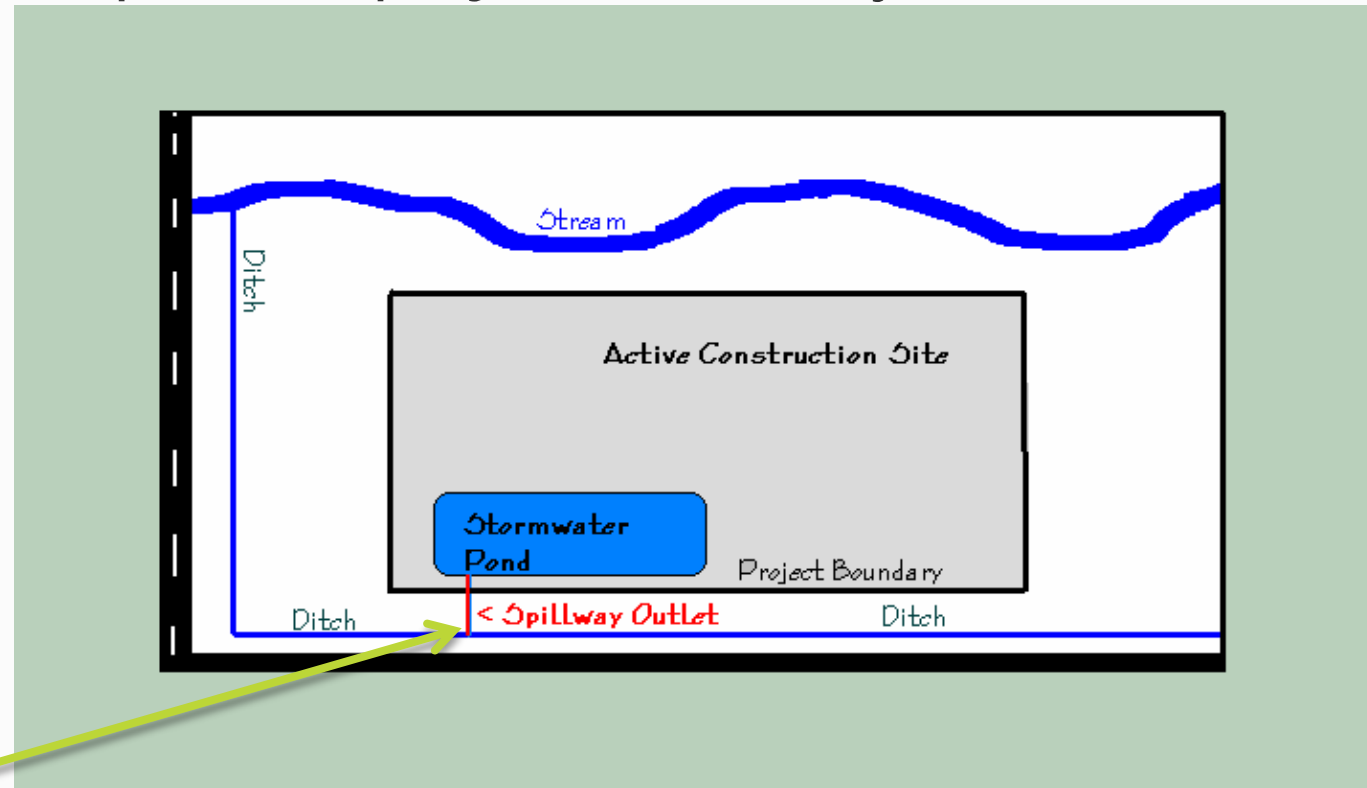 Stream
Ditch
Active Construction Site
Stormwater
Pond
Project Boundary
Ditch
< Spillway Outlet
Ditch